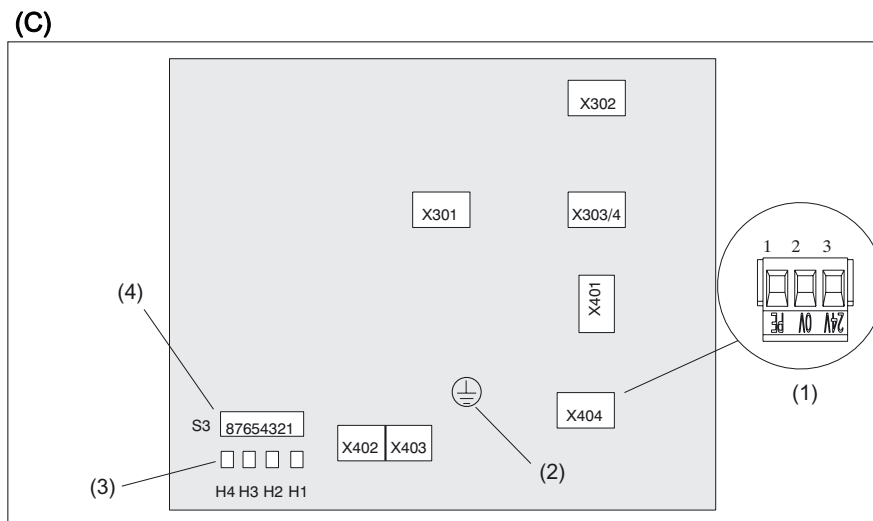 (C)
X302
X301
X303/4
1 2 3
X401
PE 0V 24V
(4)
(1)
X404
S3 87654321
X402 X403
(2)
(3)
H4 H3 H2 H1